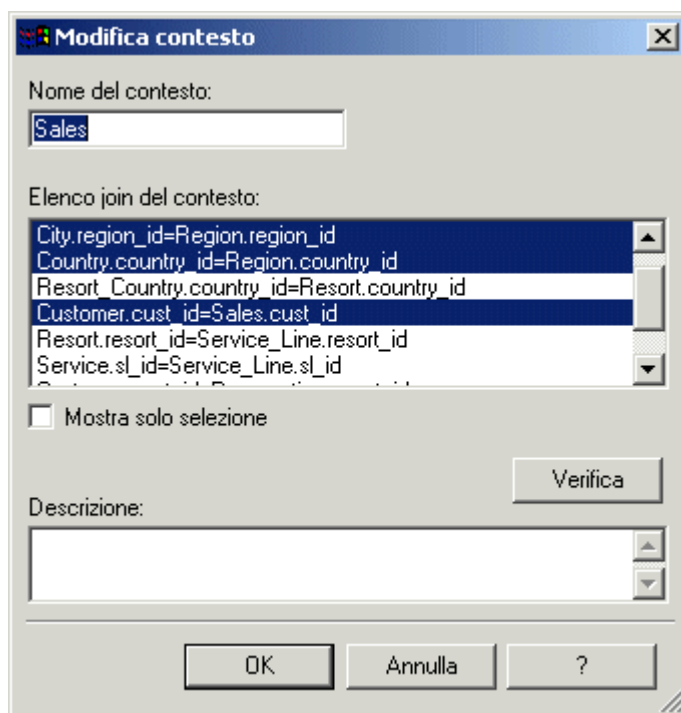 Modifica contesto
Nome del contesto:
Sales
Elenco join del contesto:
City.region_id=Region.region_id
Country.country_id=Region.country_id
Resort_Country.country_id=Resort.country_id
Customer.cust_id=Sales.cust_id
Resort.resort_id=Service_Line.resort_id
Service.sl_id=Service_Line.sl_id
Mostra solo selezione
Verifica
Descrizione:
OK
Annulla
?